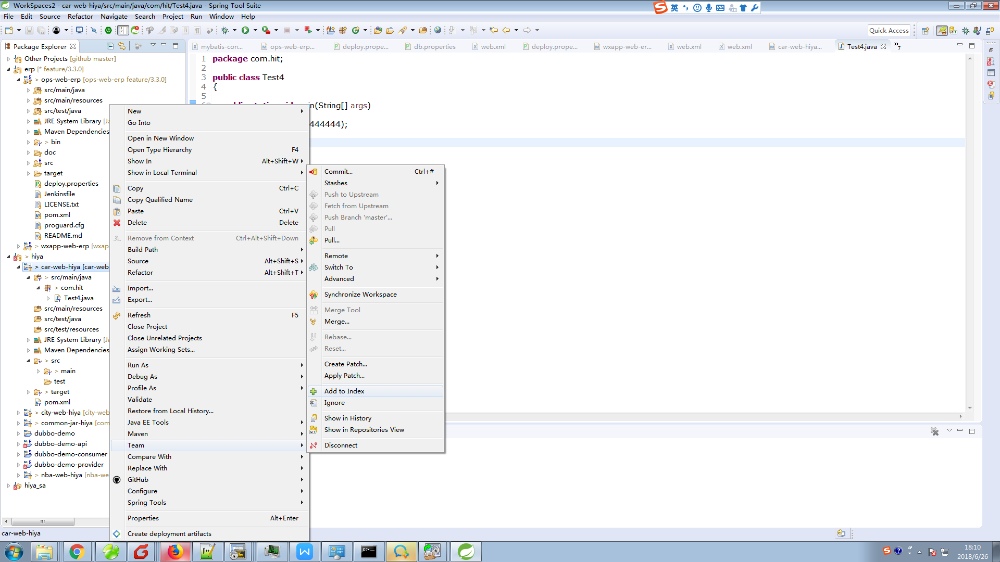 WorkSpaces2 - car-web-hiya/src/main/java/com/hit/Test4.java - Spring Tool Suite
英
File Edit Source Refactor Navigate Search Project Run Window Help
Quick Access
Package Explorer
mybatis-con...
ops-web-erp...
deploy.prope...
db.properties
web.xml
deploy.prope...
wxapp-web-er...
web.xml
web.xml
car-web-hiya...
Test4.java
»7
Other Projects [github master]
erp [* feature/3.3.0]
> ops-web-erp [ops-web-erp feature/3.3.0]
src/main/java
src/main/resources
src/test/java
JRE System Library [J
Maven Dependencies
> bin
doc
src
target
deploy.properties
Jenkinsfile
LICENSE.txt
pom.xml
proguard.cfg
README.md
> wxapp-web-erp [wxap
> hiya
> car-web-hiya [car-web
> src/main/java
> com.hit
Test4.java
src/main/resources
src/test/java
src/test/resources
JRE System Library [J
Maven Dependencies
> src
> main
test
> target
pom.xml
> city-web-hiya [city-web
> common-jar-hiya [com
dubbo-demo
dubbo-demo-api
dubbo-demo-consumer
dubbo-demo-provider
> nba-web-hiya [nba-we
hiya_sa
car-web-hiya
1 package com.hit;
2
3 public class Test4
4 {
5
n(String[] args)
444444);
New
Go Into
Open in New Window
Open Type Hierarchy F4
Show In Alt+Shift+W
Show in Local Terminal
Copy Ctrl+C
Copy Qualified Name
Paste Ctrl+V
Delete Delete
Remove from Context Ctrl+Alt+Shift+Down
Build Path
Source Alt+Shift+S
Refactor Alt+Shift+T
Import...
Export...
Refresh F5
Close Project
Close Unrelated Projects
Assign Working Sets...
Run As
Debug As
Profile As
Validate
Restore from Local History...
Java EE Tools
Maven
Team
Compare With
Replace With
GitHub
Configure
Spring Tools
Properties Alt+Enter
Create deployment artifacts
Commit... Ctrl+#
Stashes
Push to Upstream
Fetch from Upstream
Push Branch 'master'...
Pull
Pull...
Remote
Switch To
Advanced
Synchronize Workspace
Merge Tool
Merge...
Rebase...
Reset...
Create Patch...
Apply Patch...
Add to Index
Ignore
Show in History
Show in Repositories View
Disconnect
18:10
2018/6/26